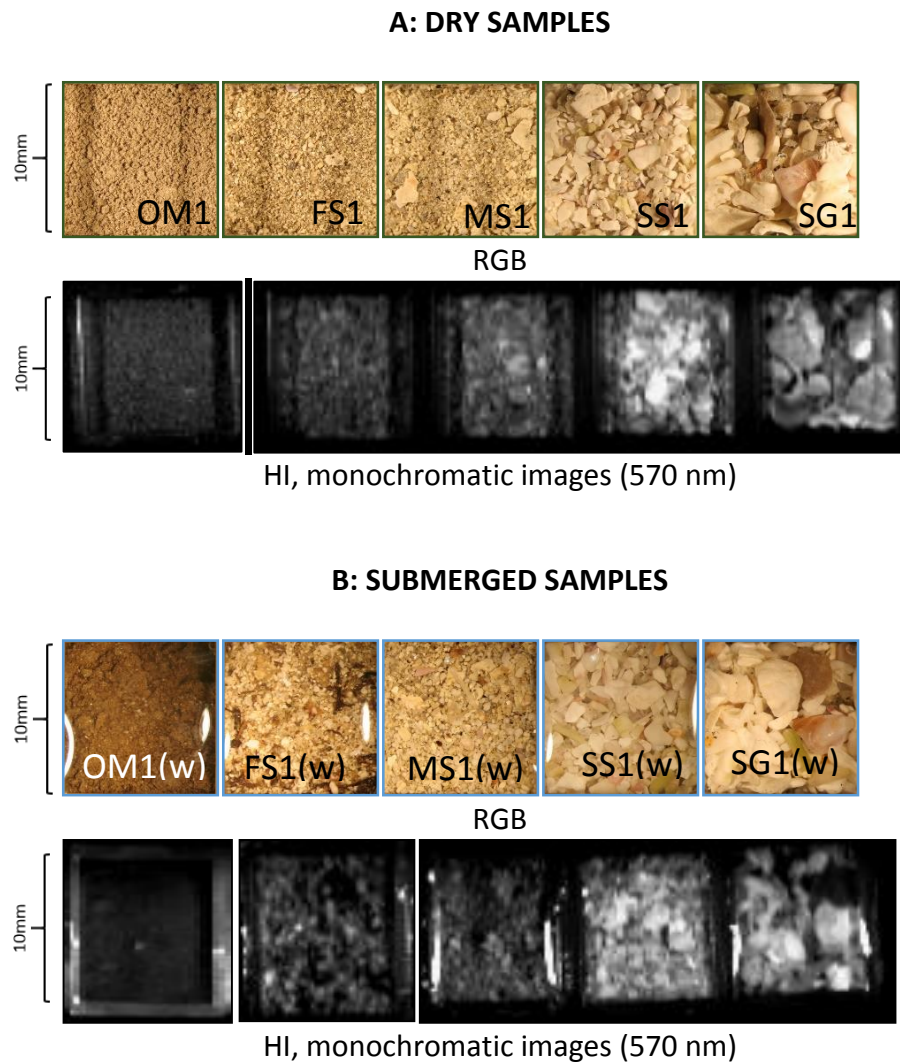 A: DRY SAMPLES
10mm
OM1
FS1
MS1
SS1
SG1
RGB
10mm
HI, monochromatic images (570 nm)
B: SUBMERGED SAMPLES
10mm
OM1(w)
FS1(w)
MS1(w)
SS1(w)
SG1(w)
RGB
10mm
HI, monochromatic images (570 nm)